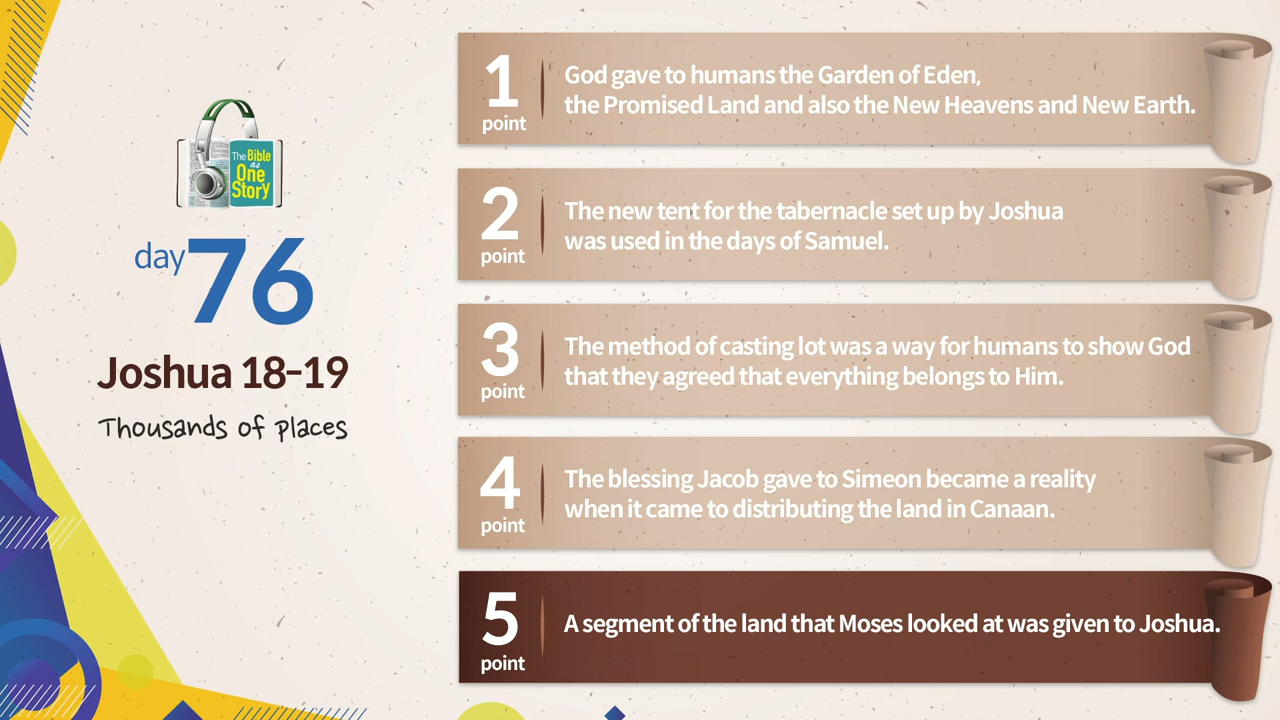 The Bible
as
One
Story
day 76
Joshua 18-19
Thousands of places
1
point
God gave to humans the Garden of Eden,
the Promised Land and also the New Heavens and New Earth.
2
point
The new tent for the tabernacle set up by Joshua
was used in the days of Samuel.
3
point
The method of casting lot was a way for humans to show God
that they agreed that everything belongs to Him.
4
point
The blessing Jacob gave to Simeon became a reality
when it came to distributing the land in Canaan.
5
point
A segment of the land that Moses looked at was given to Joshua.